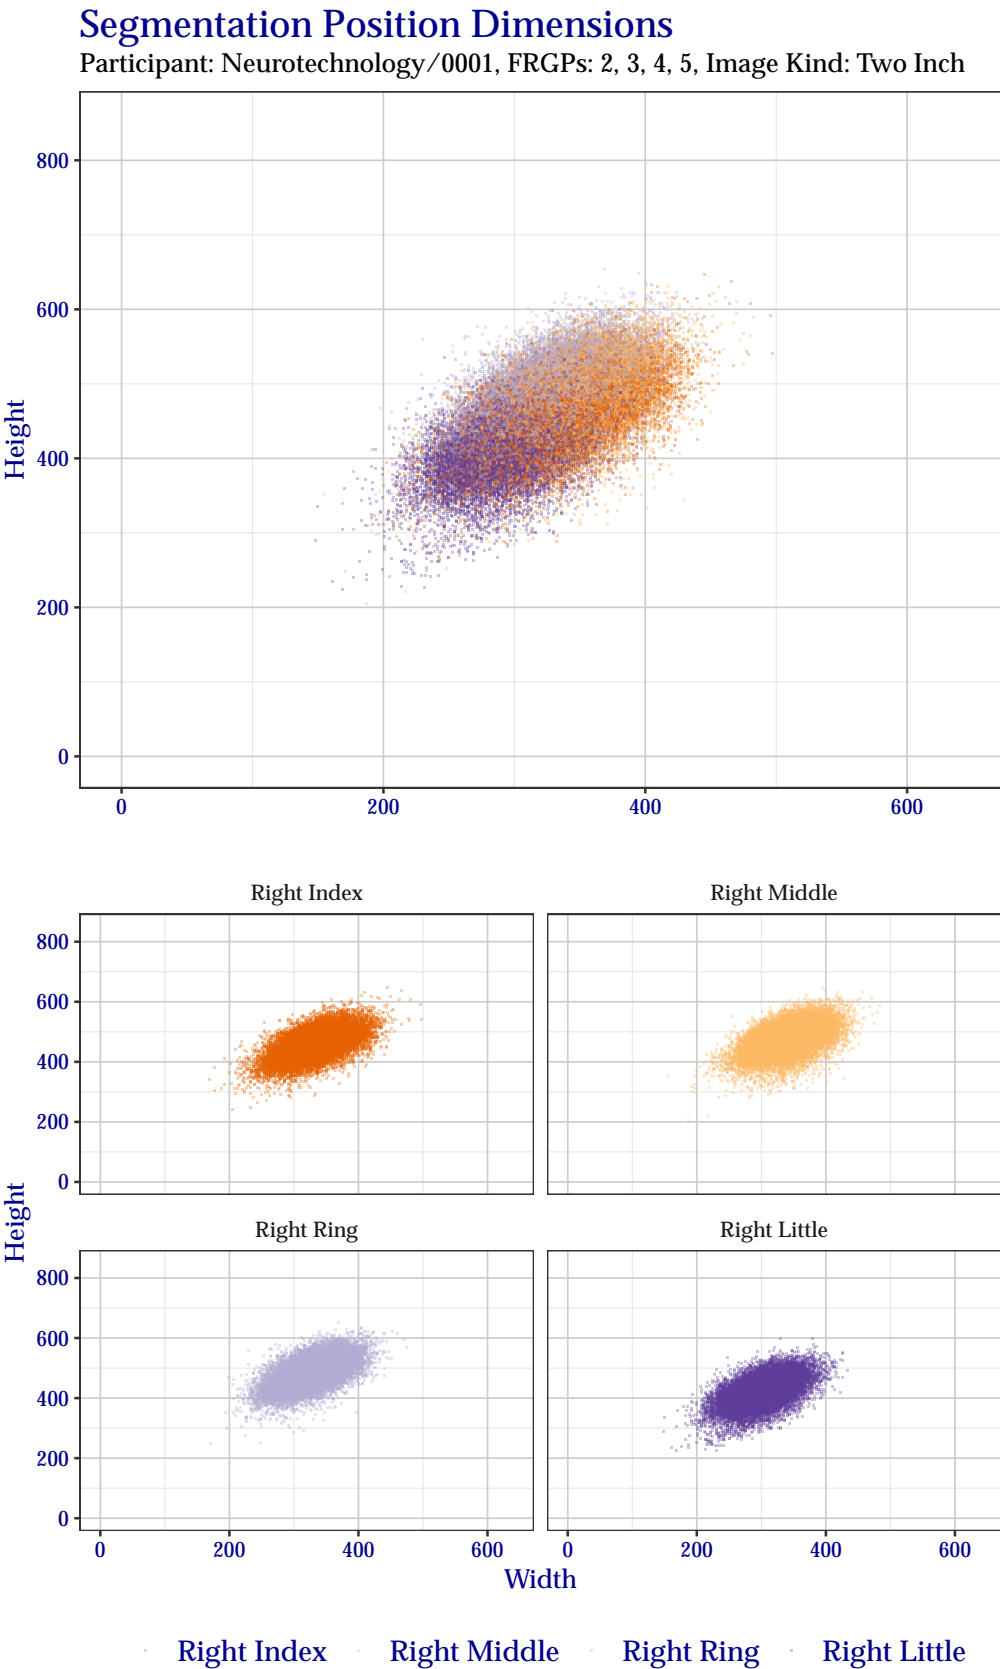 Segmentation Position Dimensions
Participant: Neurotechnology/0001, FRGPs: 2, 3, 4, 5, Image Kind: Two Inch
800
600
400
200
0
Height
0 200 400 600
Right Index Right Middle
800
600
400
200
0
Height
Right Ring Right Little
800
600
400
200
0
0 200 400 600 0 200 400 600
Width
Right Index Right Middle Right Ring Right Little